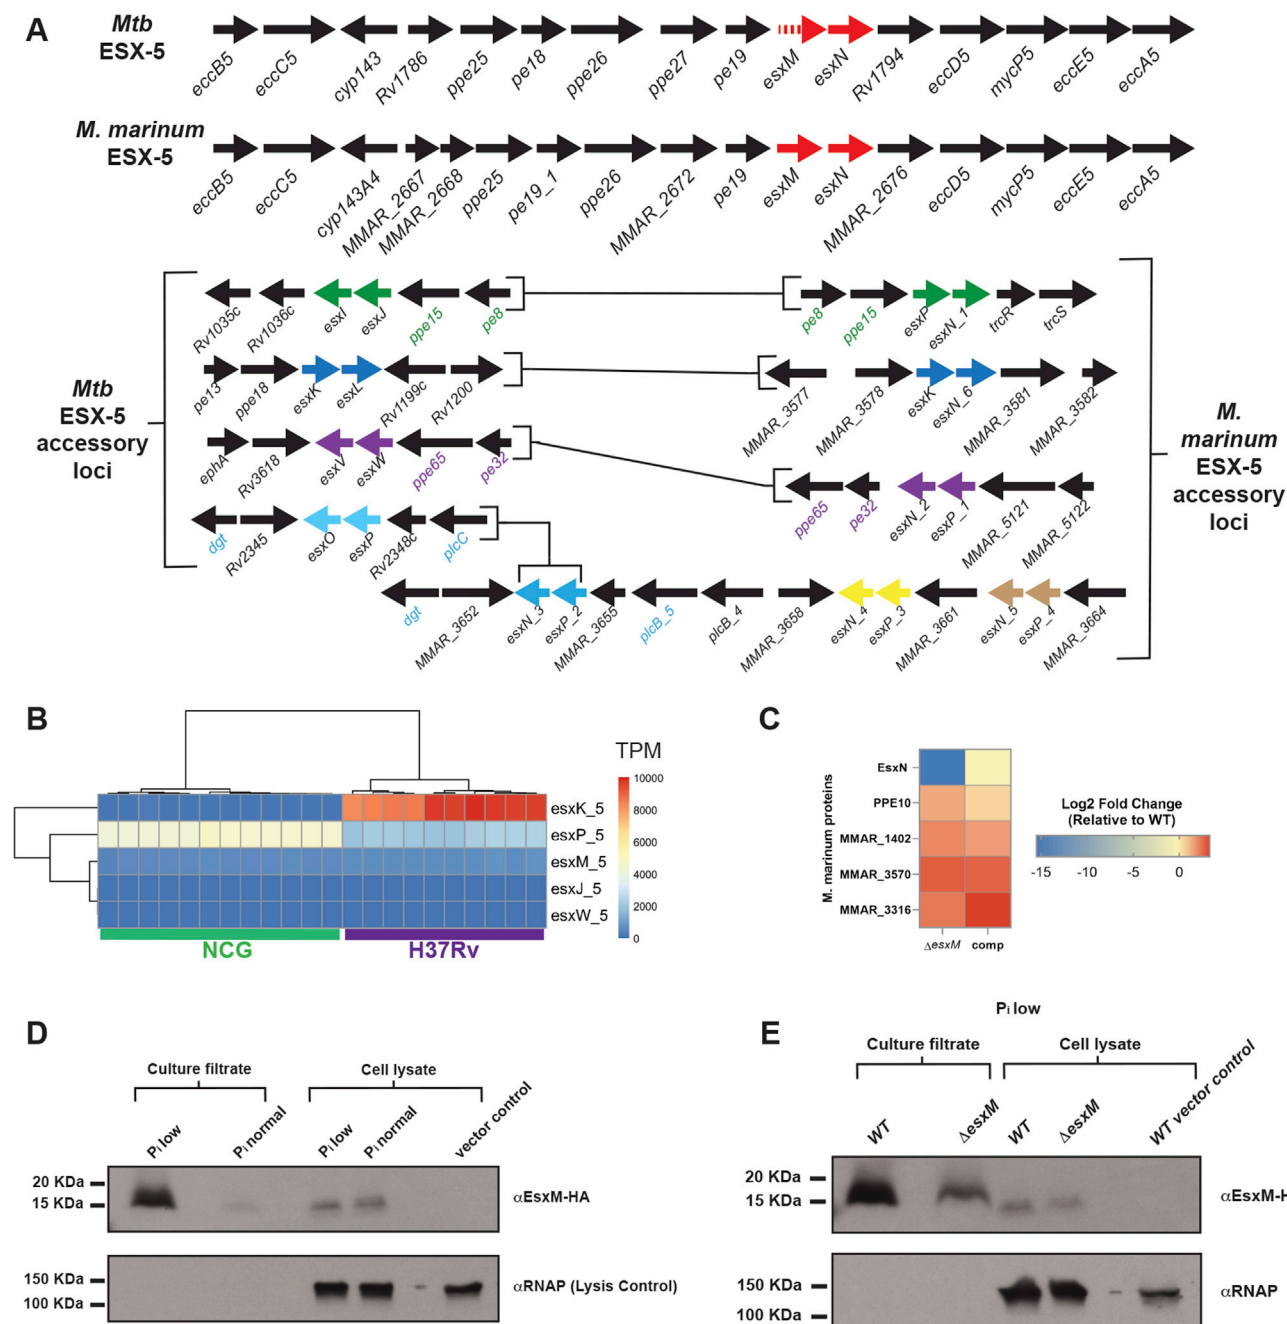 A
Mtb
ESX-5
eccB5 eccC5 cyp143 Rv1786 ppe25 pe18 ppe26 ppe27 pe19 esxM esxN Rv1794 eccD5 mycP5 eccE5 eccA5
M. marinum
ESX-5
eccB5 eccC5 cyp143A4 MMAR_2667 MMAR_2668 ppe25 pe19_1 ppe26 MMAR_2672 pe19 esxM esxN MMAR_2676 eccD5 mycP5 eccE5 eccA5
Mtb
ESX-5
accessory
loci
Rv1035c Rv1036c esxI esxJ ppe15 pe8
pe13 ppe18 esxK esxL Rv1199c Rv1200
ephA Rv3618 esxV esxW ppe65 pe32
dgt Rv2345 esxO esxP Rv2348c plcC
pe8 ppe15 esxP esxN_1 trcR trcS
MMAR_3577 MMAR_3578 esxK esxN_6 MMAR_3581 MMAR_3582
ppe65 pe32 esxN_2 esxP_1 MMAR_5121 MMAR_5122
dgt MMAR_3652 esxN_3 esxP_2 MMAR_3655 plcB_5 plcB_4 MMAR_3658 esxN_4 esxP_3 MMAR_3661 esxN_5 esxP_4 MMAR_3664
M.
marinum
ESX-5
accessory
loci
B
TPM
10000
8000
6000
4000
2000
0
esxK_5
esxP_5
esxM_5
esxJ_5
esxW_5
NCG H37Rv
C
M. marinum proteins
EsxN
PPE10
MMAR_1402
MMAR_3570
MMAR_3316
ΔesxM comp
Log2 Fold Change
(Relative to WT)
-15 -10 -5 0
D
Culture filtrate Cell lysate
Pi low Pi normal Pi low Pi normal vector control
20 KDa
15 KDa
αEsxM-HA
150 KDa
100 KDa
αRNAP (Lysis Control)
E
Pi low
Culture filtrate Cell lysate
WT ΔesxM WT ΔesxM WT vector control
20 KDa
15 KDa
αEsxM-H
150 KDa
100 KDa
αRNAP